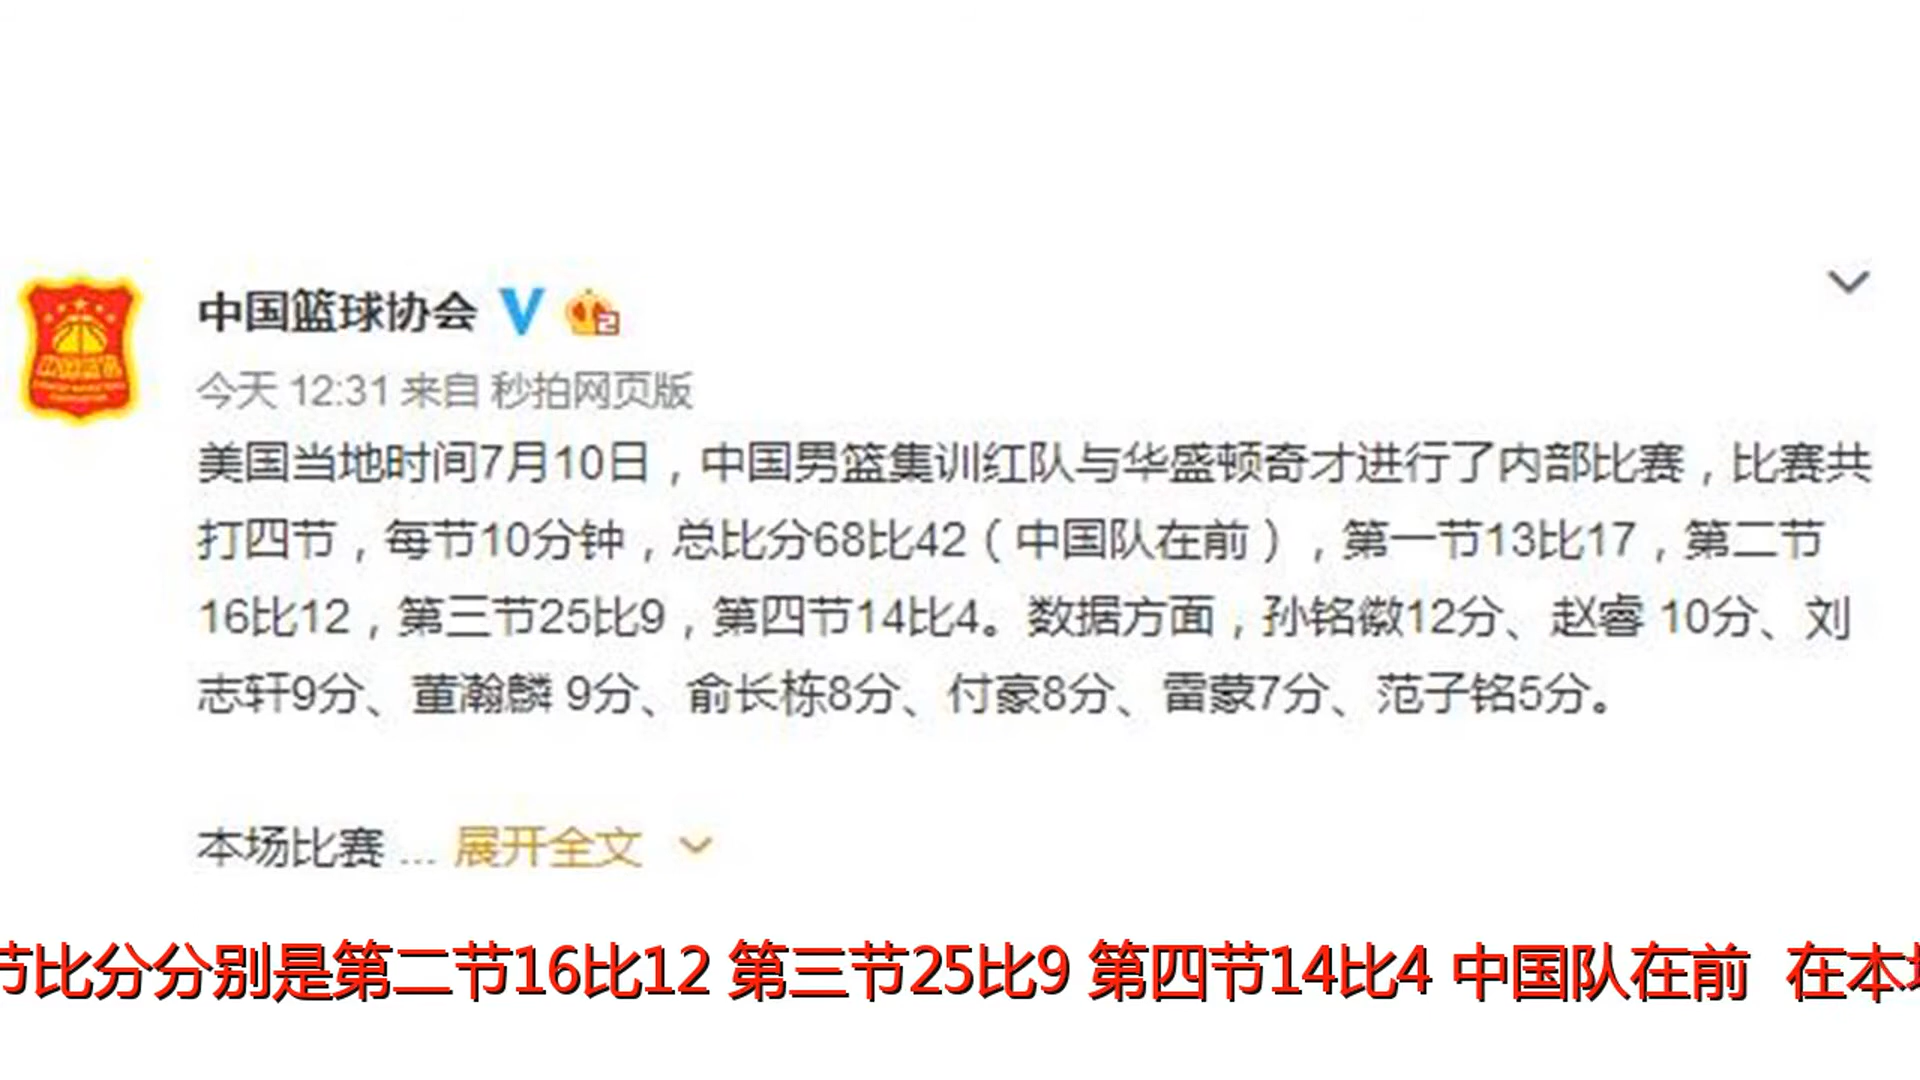 中国篮球协会
今天 12:31 来自 秒拍网页版
美国当地时间7月10日，中国男篮集训红队与华盛顿奇才进行了内部比赛，比赛共
打四节，每节10分钟，总比分68比42（中国队在前），第一节13比17，第二节
16比12，第三节25比9，第四节14比4。数据方面，孙铭徽12分、赵睿 10分、刘
志轩9分、董瀚麟 9分、俞长栋8分、付豪8分、雷蒙7分、范子铭5分。
本场比赛 ... 展开全文
节比分分别是第二节16比12 第三节25比9 第四节14比4 中国队在前 在本